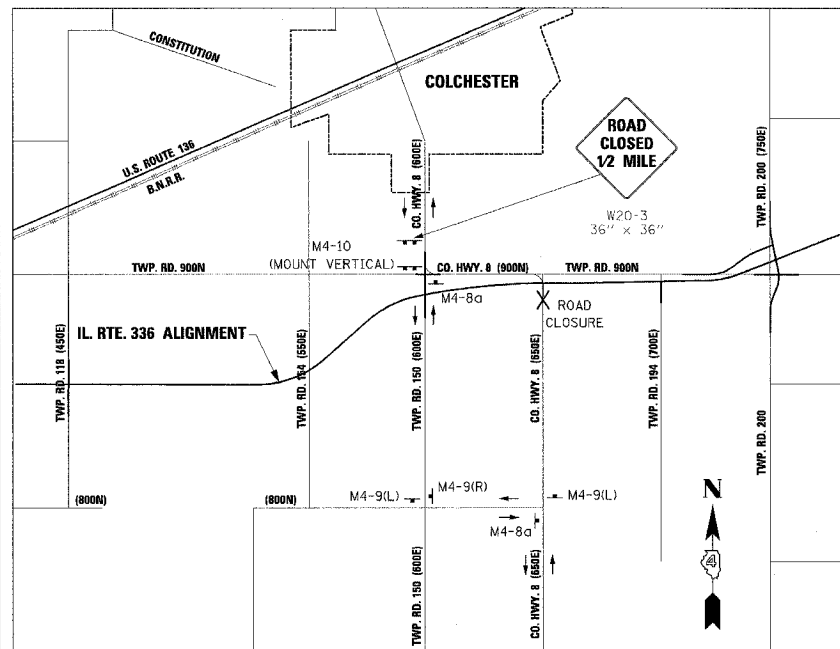 CONSTITUTION
COLCHESTER
U.S. ROUTE 136
B.N.R.R.
CO. HWY. 8 (600E)
ROAD
CLOSED
1/2 MILE
W20-3
36" x 36"
TWP. RD. 200 (750E)
M4-10
(MOUNT VERTICAL)
TWP. RD. 900N
CO. HWY. 8 (900N)
TWP. RD. 900N
M4-8a
ROAD
CLOSURE
IL. RTE. 336 ALIGNMENT
TWP. RD. 118 (450E)
TWP. RD. 154 (550E)
TWP. RD. 150 (600E)
CO. HWY. 8 (650E)
TWP. RD. 194 (700E)
TWP. RD. 200
(800N)
(800N)
M4-9(L)
M4-9(R)
M4-9(L)
M4-8a
TWP. RD. 150 (600E)
CO. HWY. 8 (650E)
N
4